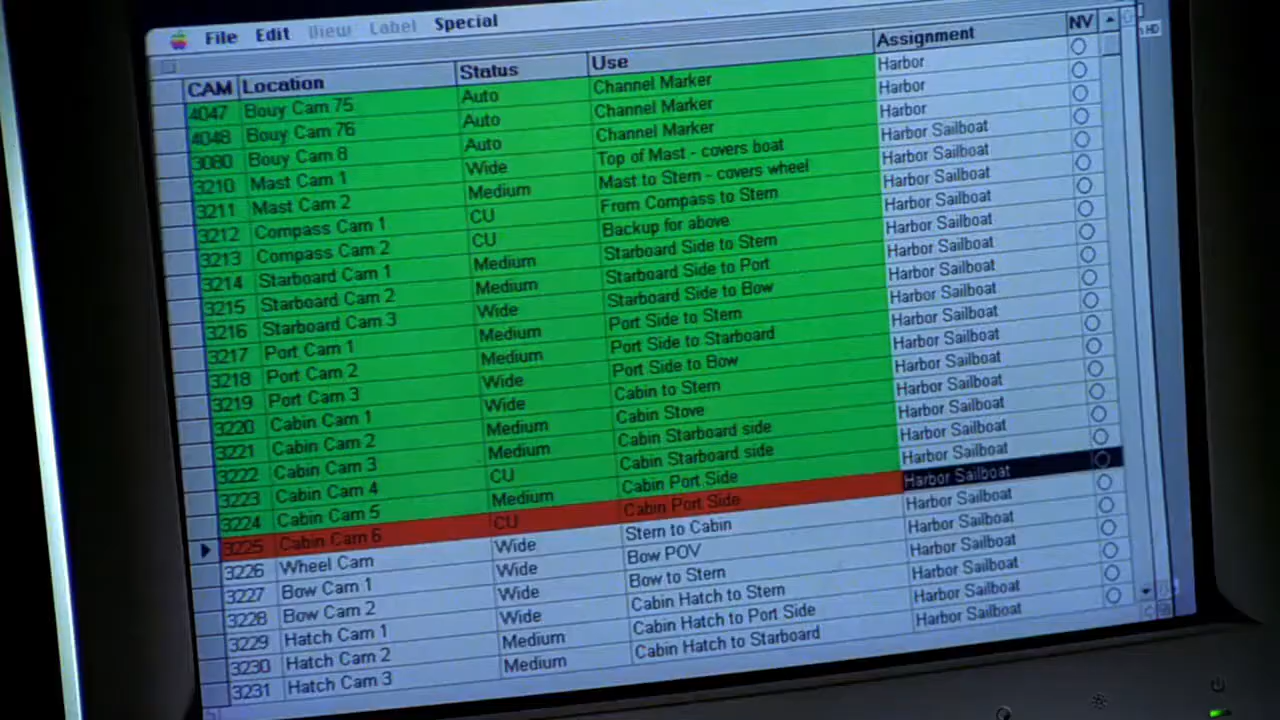 File Edit View Label Special
HD
CAM Location Status Use Assignment NV
4047 Bouy Cam 75 Auto Channel Marker Harbor
4048 Bouy Cam 76 Auto Channel Marker Harbor
3080 Bouy Cam 8 Auto Channel Marker Harbor
3210 Mast Cam 1 Wide Top of Mast - covers boat Harbor Sailboat
3211 Mast Cam 2 Medium Mast to Stern - covers wheel Harbor Sailboat
3212 Compass Cam 1 CU From Compass to Stern Harbor Sailboat
3213 Compass Cam 2 CU Backup for above Harbor Sailboat
3214 Starboard Cam 1 Medium Starboard Side to Stern Harbor Sailboat
3215 Starboard Cam 2 Medium Starboard Side to Port Harbor Sailboat
3216 Starboard Cam 3 Wide Starboard Side to Bow Harbor Sailboat
3217 Port Cam 1 Medium Port Side to Stern Harbor Sailboat
3218 Port Cam 2 Medium Port Side to Starboard Harbor Sailboat
3219 Port Cam 3 Wide Port Side to Bow Harbor Sailboat
3220 Cabin Cam 1 Wide Cabin to Stern Harbor Sailboat
3221 Cabin Cam 2 Medium Cabin Stove Harbor Sailboat
3222 Cabin Cam 3 Medium Cabin Starboard side Harbor Sailboat
3223 Cabin Cam 4 CU Cabin Starboard side Harbor Sailboat
3224 Cabin Cam 5 Medium Cabin Port Side Harbor Sailboat
3225 Cabin Cam 6 CU Cabin Port Side Harbor Sailboat
3226 Wheel Cam Wide Stern to Cabin Harbor Sailboat
3227 Bow Cam 1 Wide Bow POV Harbor Sailboat
3228 Bow Cam 2 Wide Bow to Stern Harbor Sailboat
3229 Hatch Cam 1 Wide Cabin Hatch to Stern Harbor Sailboat
3230 Hatch Cam 2 Medium Cabin Hatch to Port Side Harbor Sailboat
3231 Hatch Cam 3 Medium Cabin Hatch to Starboard Harbor Sailboat